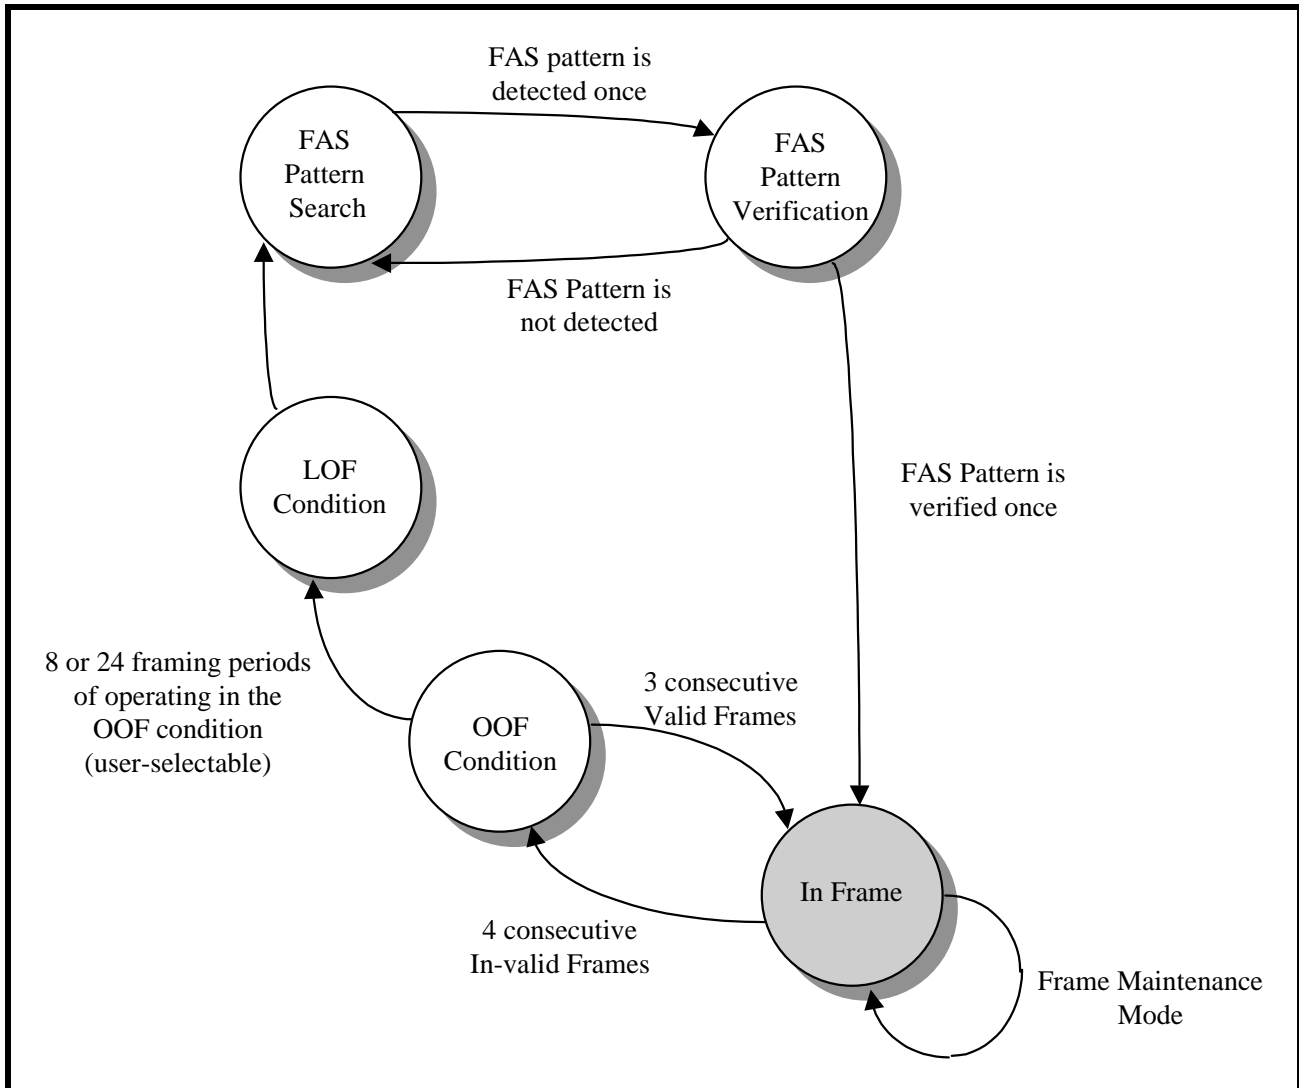 FAS pattern is
detected once
FAS
Pattern
Search
FAS
Pattern
Verification
FAS Pattern is
not detected
LOF
Condition
FAS Pattern is
verified once
8 or 24 framing periods
of operating in the
OOF condition
(user-selectable)
OOF
Condition
3 consecutive
Valid Frames
In Frame
4 consecutive
In-valid Frames
Frame Maintenance
Mode